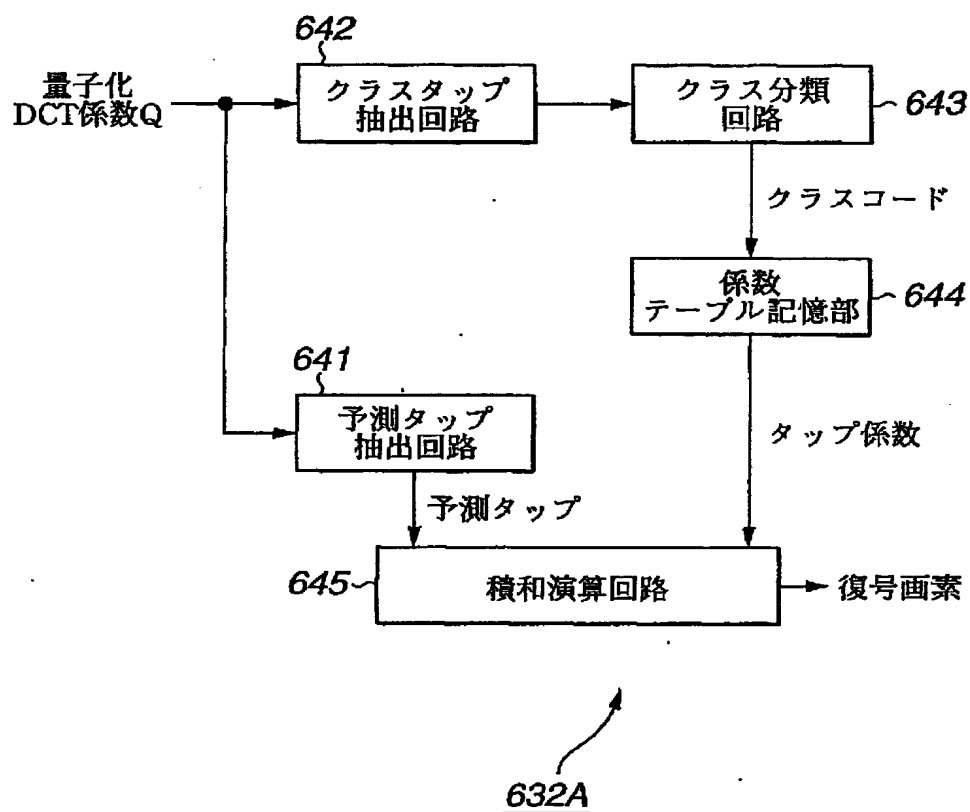 642
量子化
DCT係数Q
クラスタップ
抽出回路
クラス分類
回路
643
クラスコード
係数
テーブル記憶部
644
641
予測タップ
抽出回路
タップ係数
予測タップ
645
積和演算回路
復号画素
632A